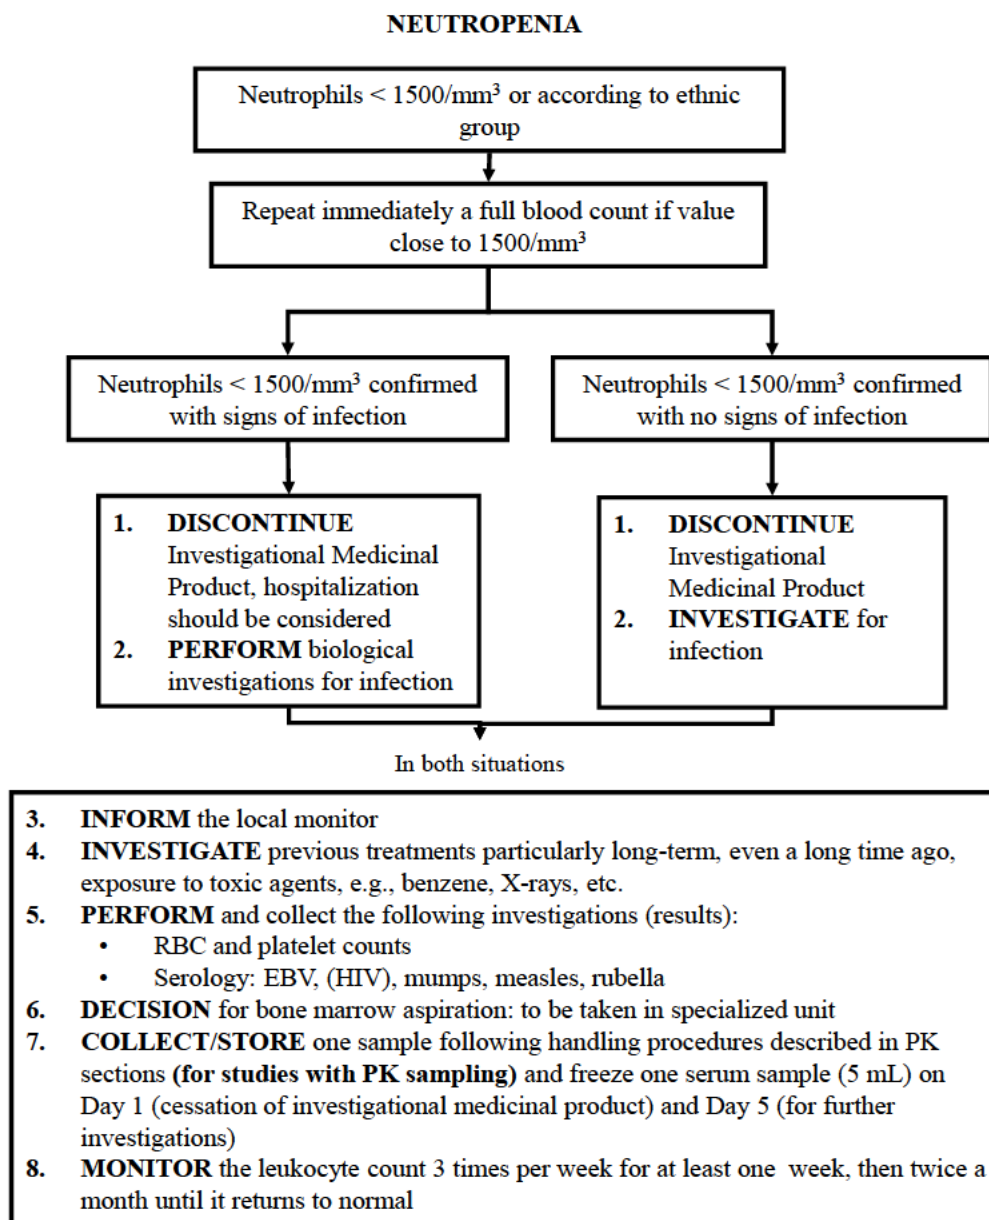 NEUTROPENIA
Neutrophils < 1500/mm³ or according to ethnic
group
Repeat immediately a full blood count if value
close to 1500/mm³
Neutrophils < 1500/mm³ confirmed
with signs of infection
Neutrophils < 1500/mm³ confirmed
with no signs of infection
1. DISCONTINUE
Investigational Medicinal
Product, hospitalization
should be considered
2. PERFORM biological
investigations for infection
1. DISCONTINUE
Investigational
Medicinal Product
2. INVESTIGATE for
infection
In both situations
3. INFORM the local monitor
4. INVESTIGATE previous treatments particularly long-term, even a long time ago,
exposure to toxic agents, e.g., benzene, X-rays, etc.
5. PERFORM and collect the following investigations (results):
• RBC and platelet counts
• Serology: EBV, (HIV), mumps, measles, rubella
6. DECISION for bone marrow aspiration: to be taken in specialized unit
7. COLLECT/STORE one sample following handling procedures described in PK
sections (for studies with PK sampling) and freeze one serum sample (5 mL) on
Day 1 (cessation of investigational medicinal product) and Day 5 (for further
investigations)
8. MONITOR the leukocyte count 3 times per week for at least one week, then twice a
month until it returns to normal